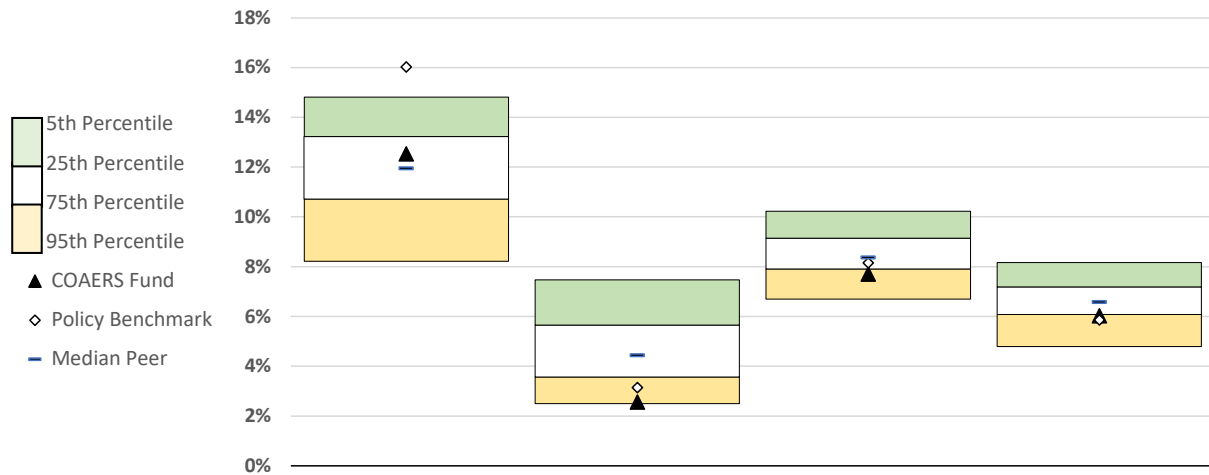 18%
16%
14%
12%
10%
8%
6%
4%
2%
0%
5th Percentile
25th Percentile
75th Percentile
95th Percentile
COAERS Fund
Policy Benchmark
Median Peer